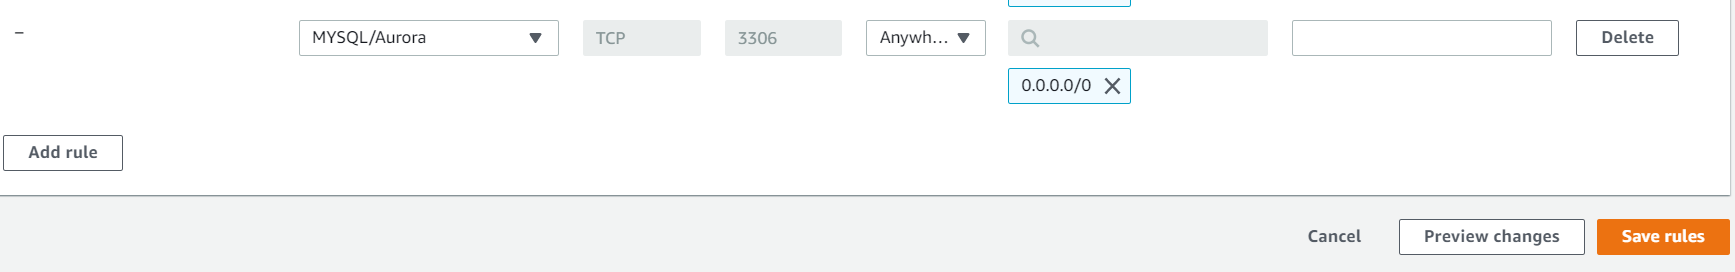 –
MYSQL/Aurora TCP 3306 Anywh... Delete
0.0.0.0/0
Add rule
Cancel Preview changes Save rules